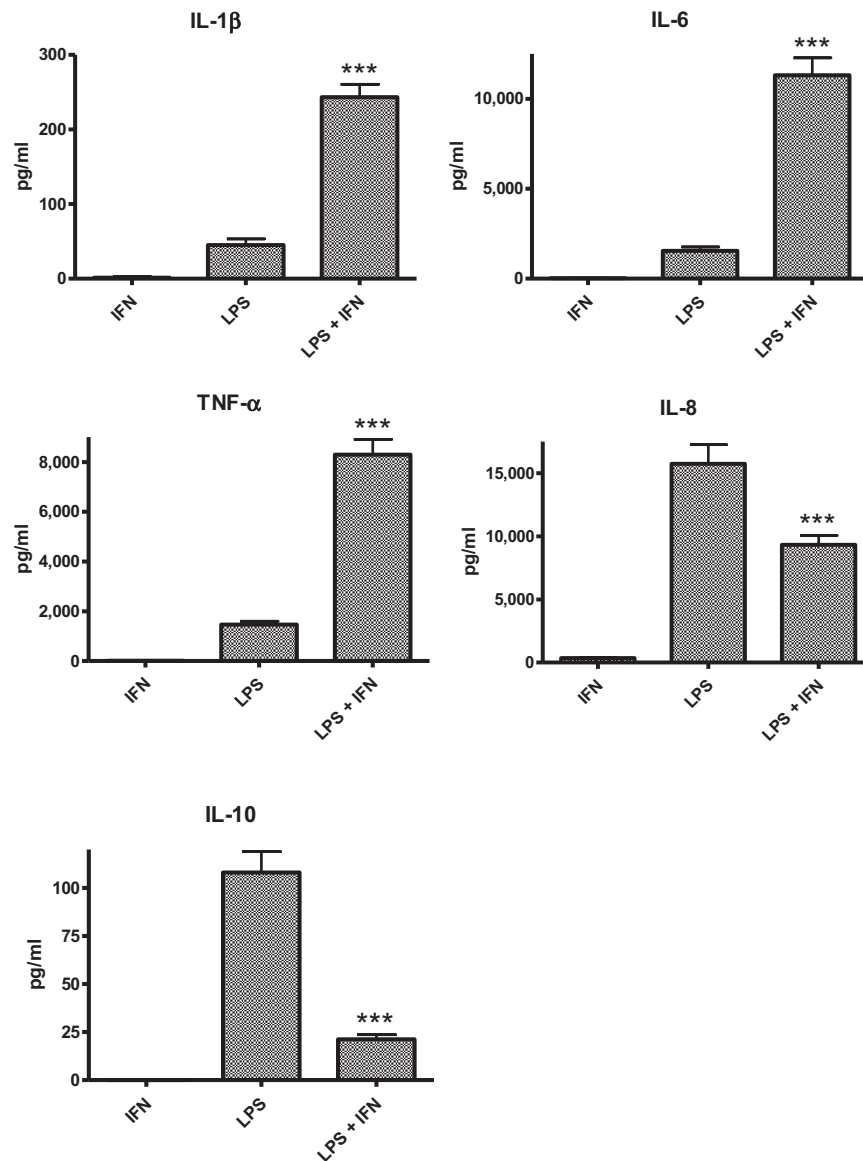 IL-1β
300
200
100
0
pg/ml
***
IFN
LPS
LPS + IFN
IL-6
10,000
5,000
0
pg/ml
***
IFN
LPS
LPS + IFN
TNF-α
8,000
6,000
4,000
2,000
0
pg/ml
***
IFN
LPS
LPS + IFN
IL-8
15,000
10,000
5,000
0
pg/ml
***
IFN
LPS
LPS + IFN
IL-10
100
75
50
25
0
pg/ml
***
IFN
LPS
LPS + IFN